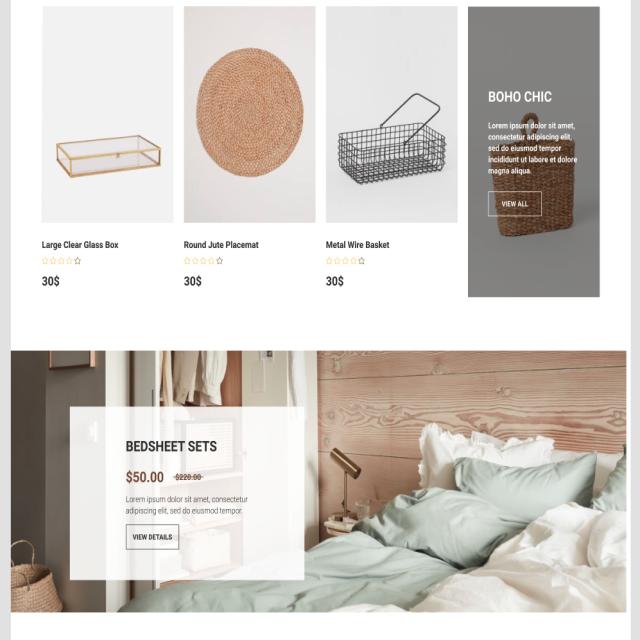 BOHO CHIC
Lorem ipsum dolor sit amet,
consectetur adipiscing elit,
sed do eiusmod tempor
incididunt ut labore et dolore
magna aliqua.
VIEW ALL
Large Clear Glass Box
Round Jute Placemat
Metal Wire Basket
30$
30$
30$
BEDSHEET SETS
$50.00 $220.00
Lorem ipsum dolor sit amet, consectetur
adipiscing elit, sed do eiusmod tempor.
VIEW DETAILS